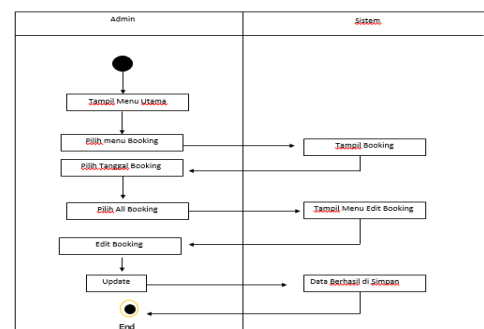 Admin
Sistem
Tampil Menu Utama
Pilih menu Booking
Tampil Booking
Pilih Tanggal Booking
Pilih All Booking
Tampil Menu Edit Booking
Edit Booking
Update
Data Berhasil di Simpan
End